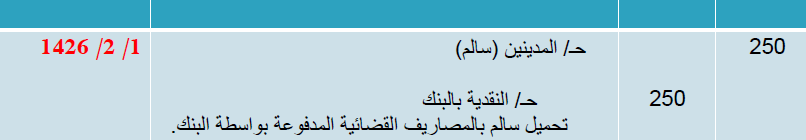 250 حـ/ المدينين (سالم) 1/ 2/ 1426
250 حـ/ النقدية بالبنك
تحميل سالم بالمصاريف القضائية المدفوعة بواسطة البنك.